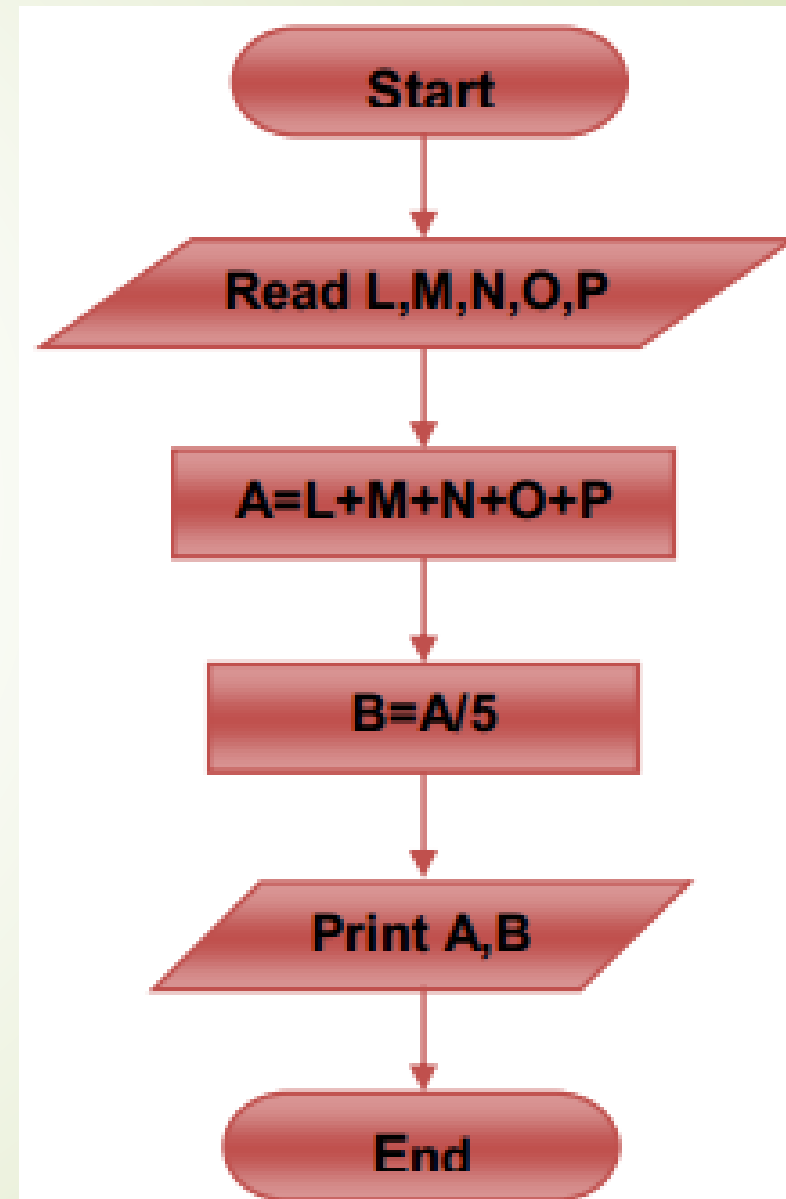 Start
Read L,M,N,O,P
A=L+M+N+O+P
B=A/5
Print A,B
End